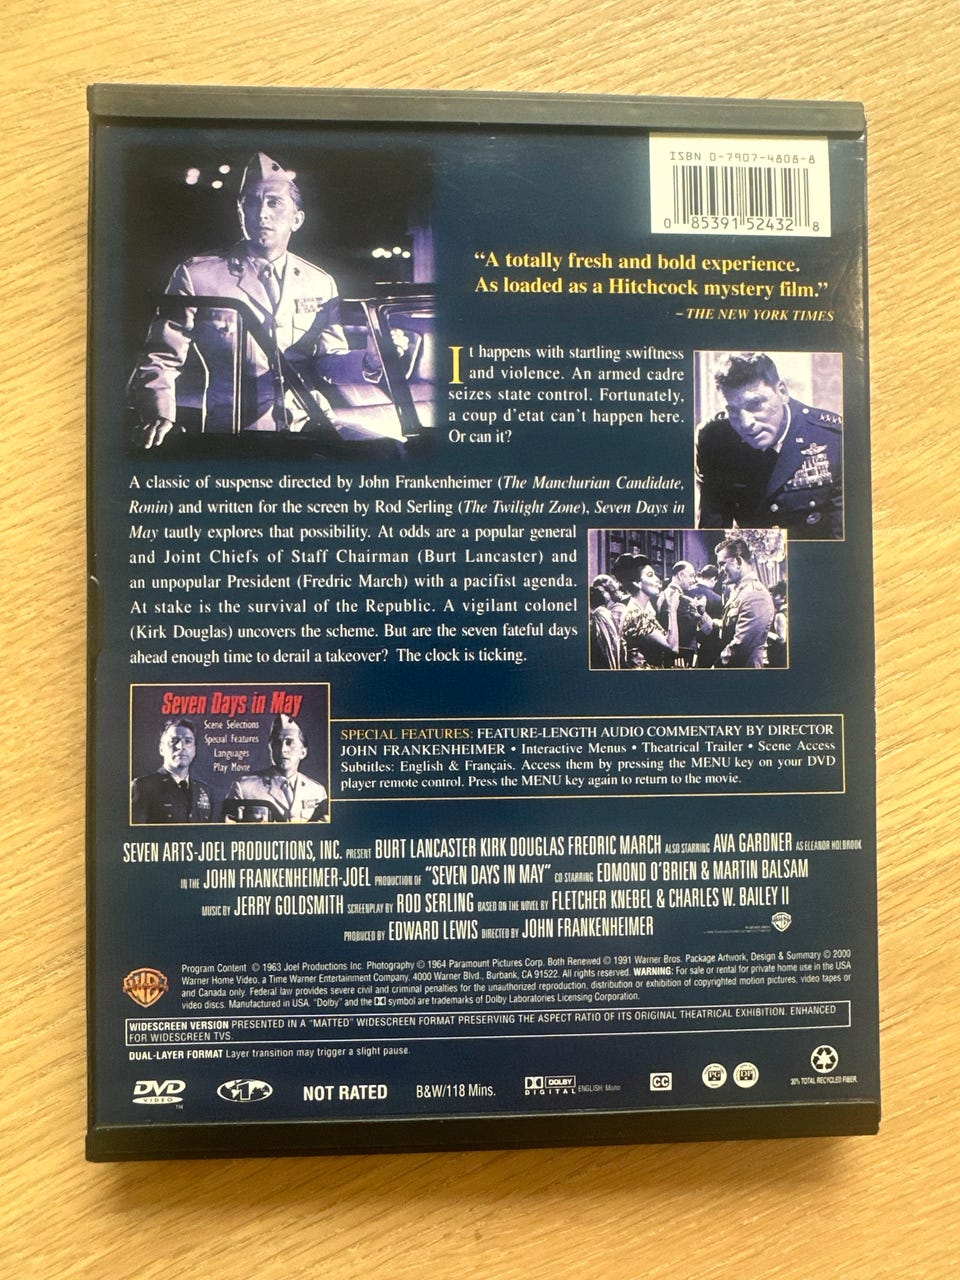 ISBN 0-7907-4808-8
0 85391 52432 8
“A totally fresh and bold experience.
As loaded as a Hitchcock mystery film.”
– THE NEW YORK TIMES
It happens with startling swiftness
and violence. An armed cadre
seizes state control. Fortunately,
a coup d'etat can't happen here.
Or can it?
A classic of suspense directed by John Frankenheimer (The Manchurian Candidate,
Ronin) and written for the screen by Rod Serling (The Twilight Zone), Seven Days in
May tautly explores that possibility. At odds are a popular general
and Joint Chiefs of Staff Chairman (Burt Lancaster) and
an unpopular President (Fredric March) with a pacifist agenda.
At stake is the survival of the Republic. A vigilant colonel
(Kirk Douglas) uncovers the scheme. But are the seven fateful days
ahead enough time to derail a takeover? The clock is ticking.
Seven Days in May
Scene Selections
Special Features
Languages
Play Movie
SPECIAL FEATURES: FEATURE-LENGTH AUDIO COMMENTARY BY DIRECTOR
JOHN FRANKENHEIMER • Interactive Menus • Theatrical Trailer • Scene Access
Subtitles: English & Français. Access them by pressing the MENU key on your DVD
player remote control. Press the MENU key again to return to the movie.
SEVEN ARTS-JOEL PRODUCTIONS, INC. PRESENT BURT LANCASTER KIRK DOUGLAS FREDRIC MARCH ALSO STARRING AVA GARDNER AS ELEANOR HOLBROOK
IN THE JOHN FRANKENHEIMER-JOEL PRODUCTION OF “SEVEN DAYS IN MAY” CO STARRING EDMOND O'BRIEN & MARTIN BALSAM
MUSIC BY JERRY GOLDSMITH SCREENPLAY BY ROD SERLING BASED ON THE NOVEL BY FLETCHER KNEBEL & CHARLES W. BAILEY II
PRODUCED BY EDWARD LEWIS DIRECTED BY JOHN FRANKENHEIMER
Program Content © 1963 Joel Productions Inc. Photography © 1964 Paramount Pictures Corp. Both Renewed © 1991 Warner Bros. Package Artwork, Design & Summary © 2000
Warner Home Video, a Time Warner Entertainment Company, 4000 Warner Blvd., Burbank, CA 91522. All rights reserved. WARNING: For sale or rental for private home use in the USA
and Canada only. Federal law provides severe civil and criminal penalties for the unauthorized reproduction, distribution or exhibition of copyrighted motion pictures, video tapes or
video discs. Manufactured in USA. “Dolby” and the DD symbol are trademarks of Dolby Laboratories Licensing Corporation.
WIDESCREEN VERSION PRESENTED IN A “MATTED” WIDESCREEN FORMAT PRESERVING THE ASPECT RATIO OF ITS ORIGINAL THEATRICAL EXHIBITION. ENHANCED
FOR WIDESCREEN TVS.
DUAL-LAYER FORMAT Layer transition may trigger a slight pause.
DVD VIDEO ™
1
NOT RATED
B&W/118 Mins.
DOLBY DIGITAL ENGLISH: Mono
CC
30% TOTAL RECYCLED FIBER